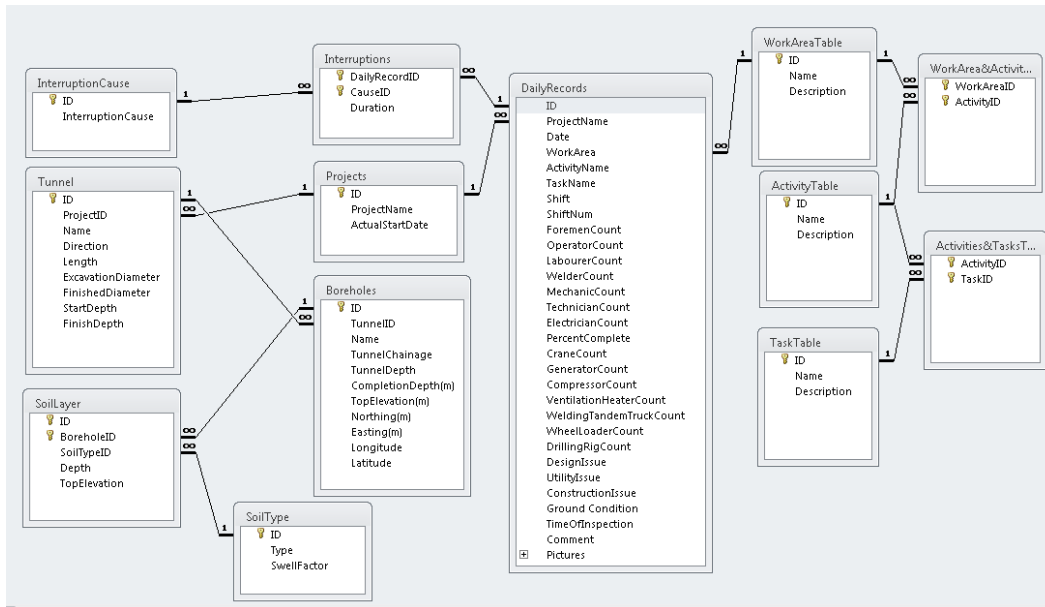 InterruptionCause
ID
InterruptionCause
1
∞
Interruptions
DailyRecordID
CauseID
Duration
∞
1
Tunnel
ID
ProjectID
Name
Direction
Length
ExcavationDiameter
FinishedDiameter
StartDepth
FinishDepth
1
∞
Projects
ID
ProjectName
ActualStartDate
1
1
∞
Boreholes
ID
TunnelID
Name
TunnelChainage
TunnelDepth
CompletionDepth(m)
TopElevation(m)
Northing(m)
Easting(m)
Longitude
Latitude
1
∞
SoilLayer
ID
BoreholeID
SoilTypeID
Depth
TopElevation
∞
∞
SoilType
ID
Type
SwellFactor
1
DailyRecords
ID
ProjectName
Date
WorkArea
ActivityName
TaskName
Shift
ShiftNum
ForemenCount
OperatorCount
LabourerCount
WelderCount
MechanicCount
TechnicianCount
ElectricianCount
PercentComplete
CraneCount
GeneratorCount
CompressorCount
VentilationHeaterCount
WeldingTandemTruckCount
WheelLoaderCount
DrillingRigCount
DesignIssue
UtilityIssue
ConstructionIssue
Ground Condition
TimeOfInspection
Comment
Pictures
∞
1
WorkAreaTable
ID
Name
Description
1
∞
∞
WorkArea&Activit...
WorkAreaID
ActivityID
ActivityTable
ID
Name
Description
1
∞
∞
Activities&TasksT...
ActivityID
TaskID
TaskTable
ID
Name
Description
1